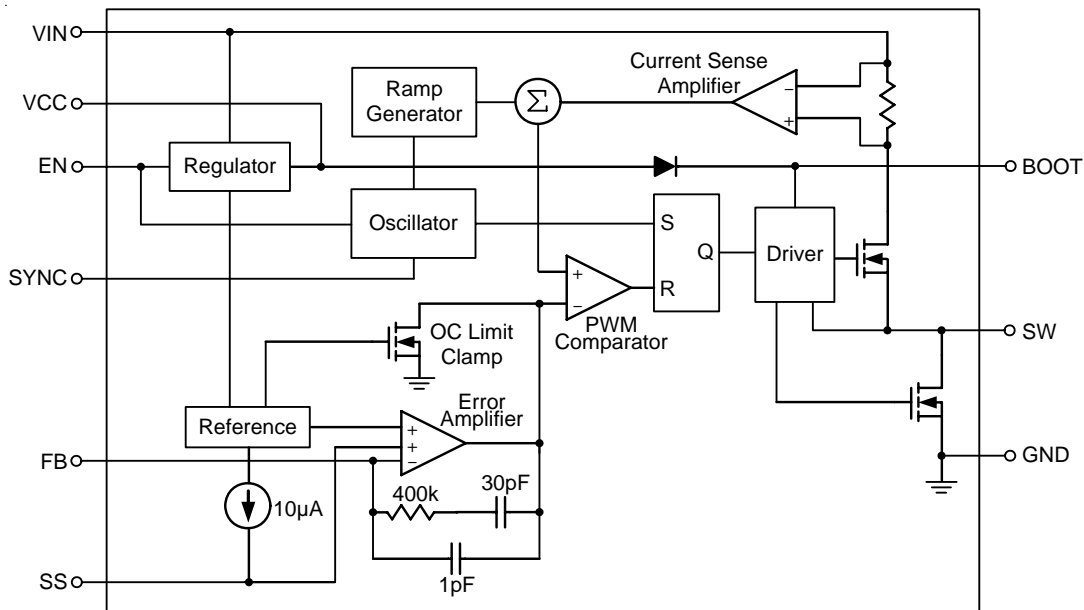 VIN
VCC
EN
SYNC
FB
SS
Ramp
Generator
Σ
Current Sense
Amplifier
−
+
Regulator
Oscillator
S
R
Q
Driver
BOOT
SW
GND
+
−
PWM
Comparator
OC Limit
Clamp
Reference
Error
Amplifier
+
+
−
10µA
400k
30pF
1pF